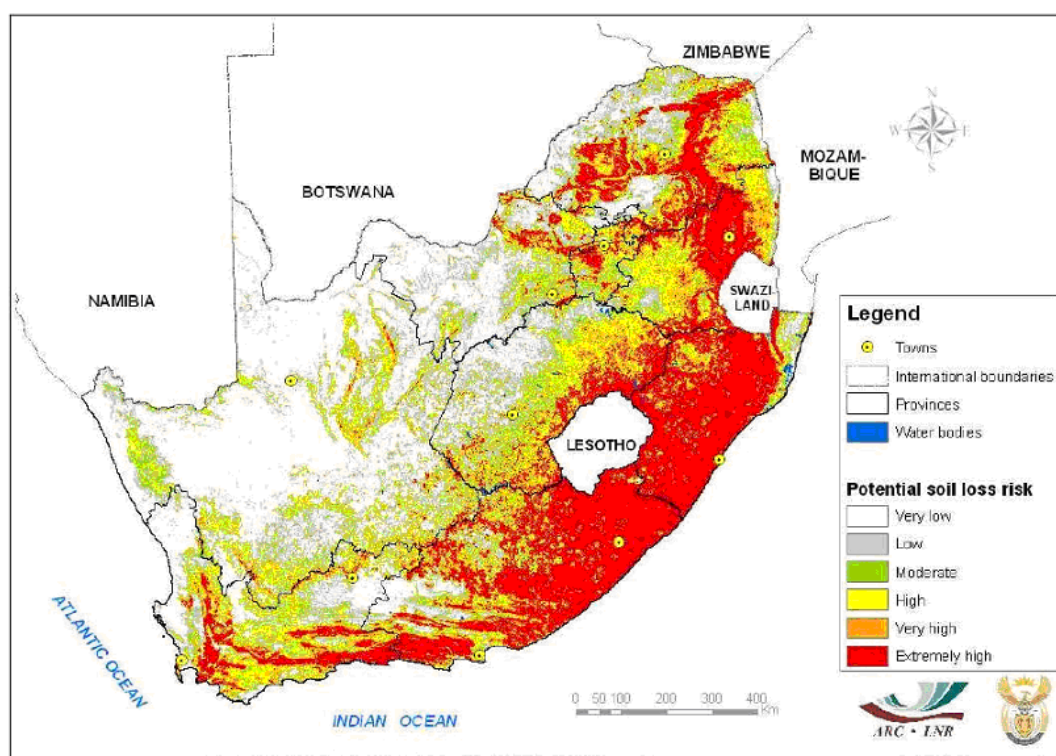 ZIMBABWE
N
W
E
S
MOZAM-
BIQUE
BOTSWANA
NAMIBIA
SWAZI-
LAND
LESOTHO
ATLANTIC OCEAN
INDIAN OCEAN
0 50 100 200 300 400
Km
Legend
Towns
International boundaries
Provinces
Water bodies
Potential soil loss risk
Very low
Low
Moderate
High
Very high
Extremely high
ARC • LNR